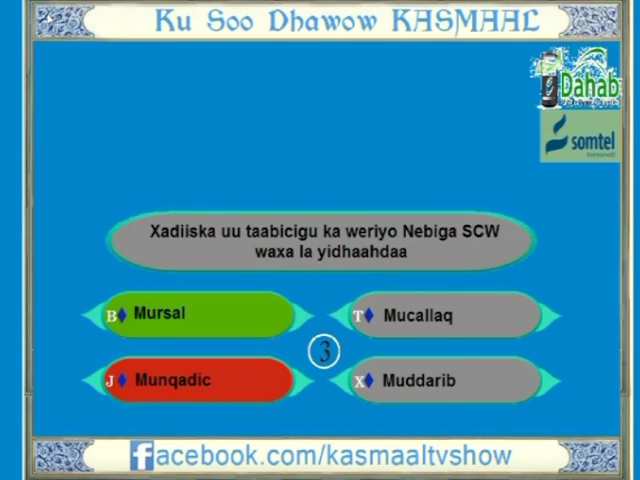 Ku Soo Dhawow KASMAAL
Dahab
somtel
Xadiiska uu taabicigu ka weriyo Nebiga SCW
waxa la yidhaahdaa
B Mursal
T Mucallaq
3
J Munqadic
X Muddarib
facebook.com/kasmaaltvshow